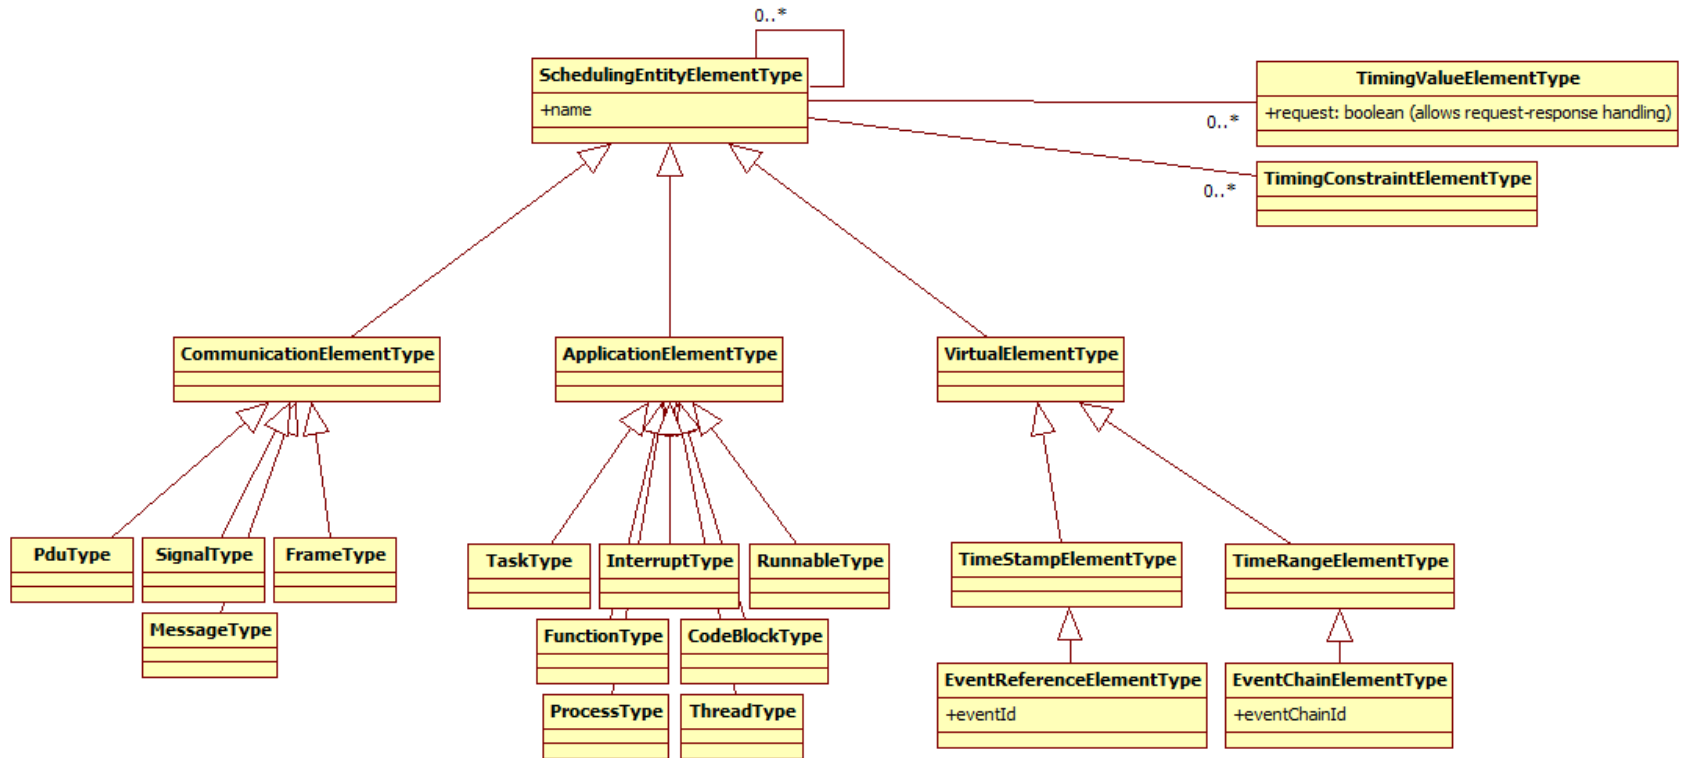 0..*
SchedulingEntityElementType
+name
TimingValueElementType
+request: boolean (allows request-response handling)
0..*
TimingConstraintElementType
0..*
CommunicationElementType
ApplicationElementType
VirtualElementType
PduType
SignalType
FrameType
MessageType
TaskType
InterruptType
RunnableType
FunctionType
CodeBlockType
ProcessType
ThreadType
TimeStampElementType
TimeRangeElementType
EventReferenceElementType
+eventId
EventChainElementType
+eventChainId